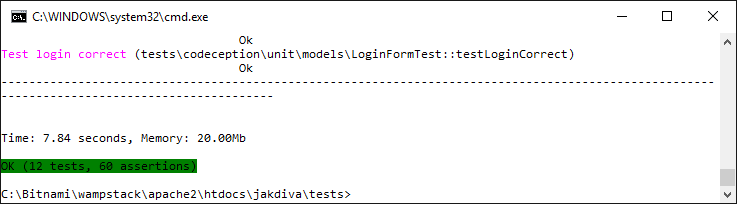 C:\WINDOWS\system32\cmd.exe
Ok
Test login correct (tests\codeception\unit\models\LoginFormTest::testLoginCorrect)
Ok
-----------------------------------------------------------------------------------------------
------------------------------------
Time: 7.84 seconds, Memory: 20.00Mb
OK (12 tests, 60 assertions)
C:\Bitnami\wampstack\apache2\htdocs\jakdiva\tests>